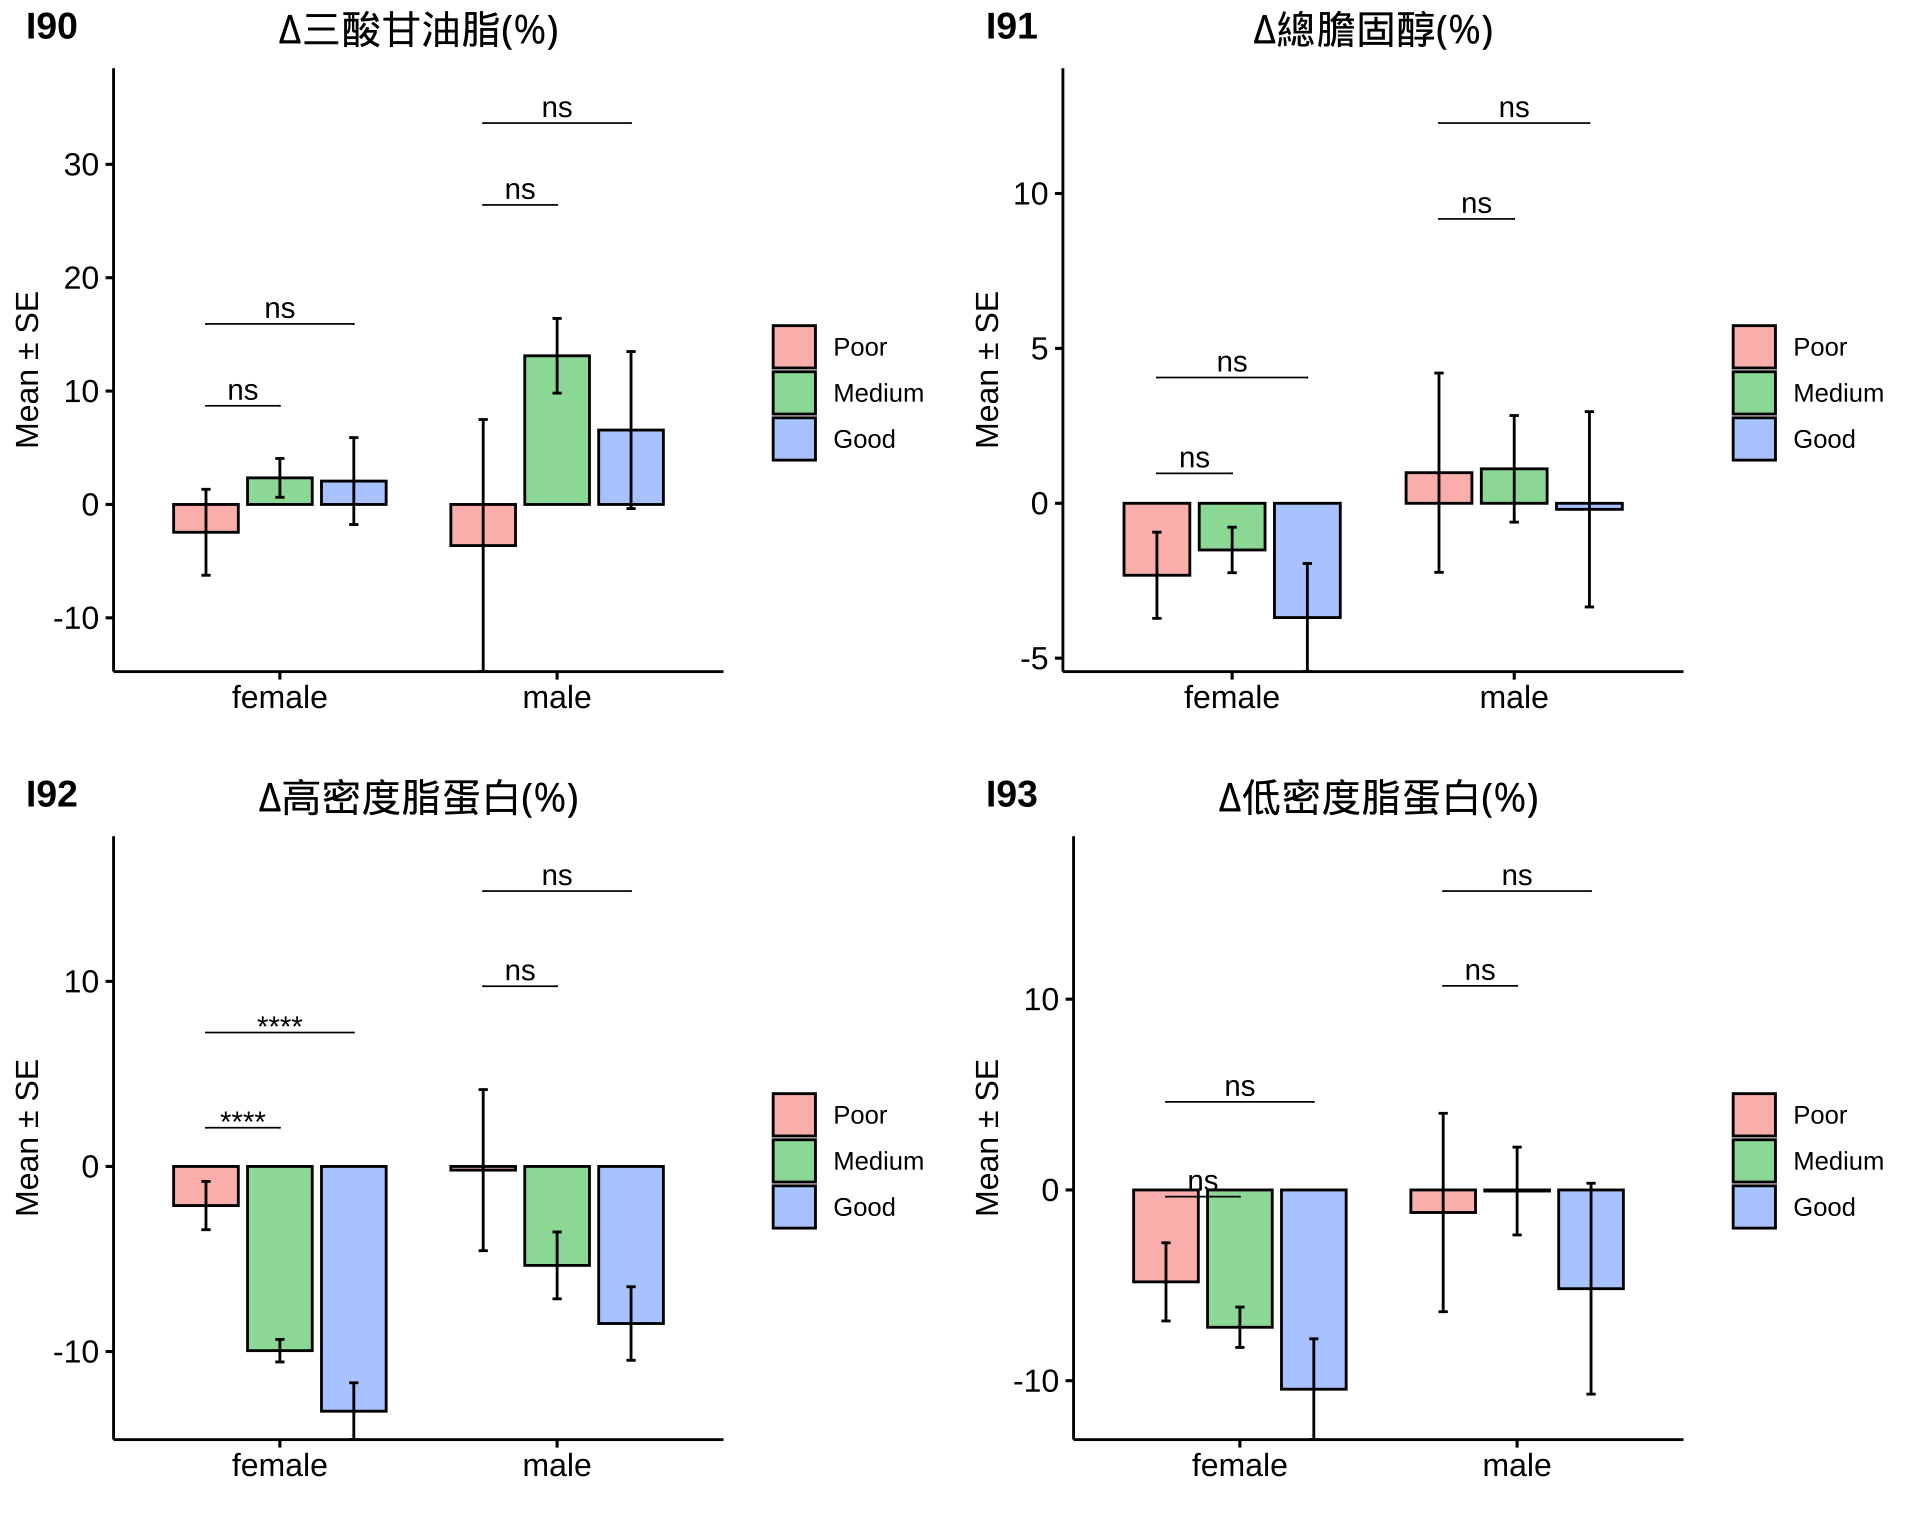 I90
Δ三酸甘油脂(%)
ns
ns
ns
ns
30
20
10
0
-10
Mean ± SE
female
male
Poor
Medium
Good
I91
Δ總膽固醇(%)
ns
ns
ns
ns
10
5
0
-5
Mean ± SE
female
male
Poor
Medium
Good
I92
Δ高密度脂蛋白(%)
ns
ns
****
****
10
0
-10
Mean ± SE
female
male
Poor
Medium
Good
I93
Δ低密度脂蛋白(%)
ns
ns
ns
ns
10
0
-10
Mean ± SE
female
male
Poor
Medium
Good